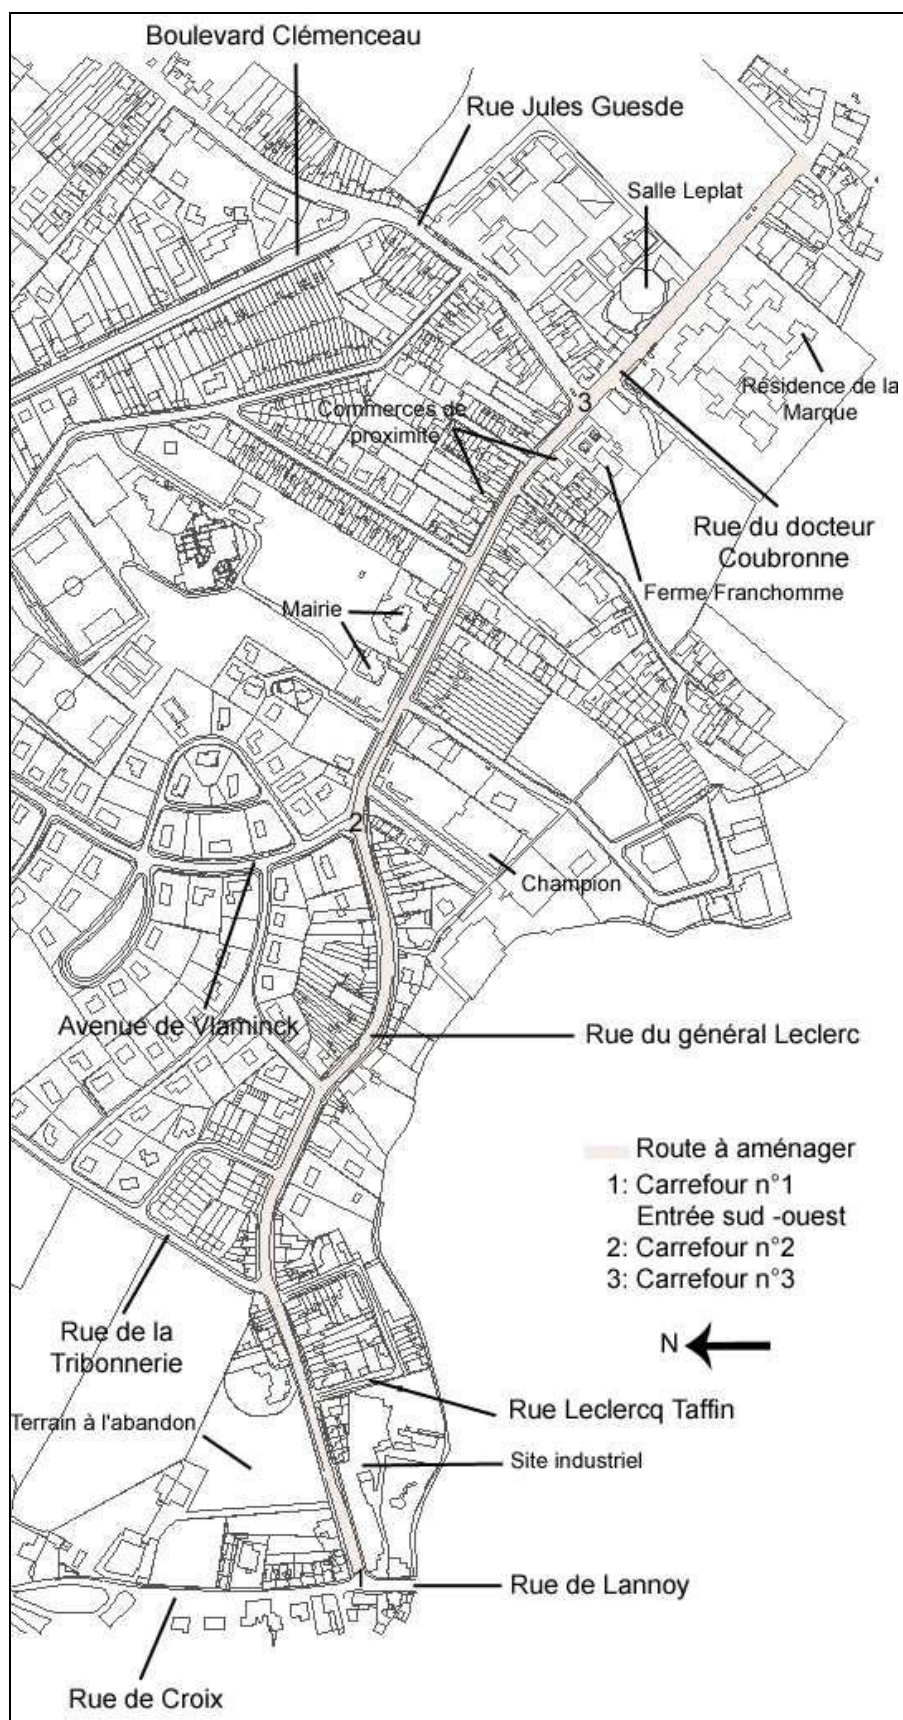 Boulevard Clémenceau
Rue Jules Guesde
Salle Leplat
Résidence de la
Marque
3
Commerces de
proximité
Rue du docteur
Coubronne
Ferme Franchomme
Mairie
2
Champion
Avenue de Vlaminck
Rue du général Leclerc
Route à aménager
1: Carrefour n°1
Entrée sud -ouest
2: Carrefour n°2
3: Carrefour n°3
N
Rue de la
Tribonnerie
Rue Leclercq Taffin
Terrain à l'abandon
Site industriel
1
Rue de Lannoy
Rue de Croix